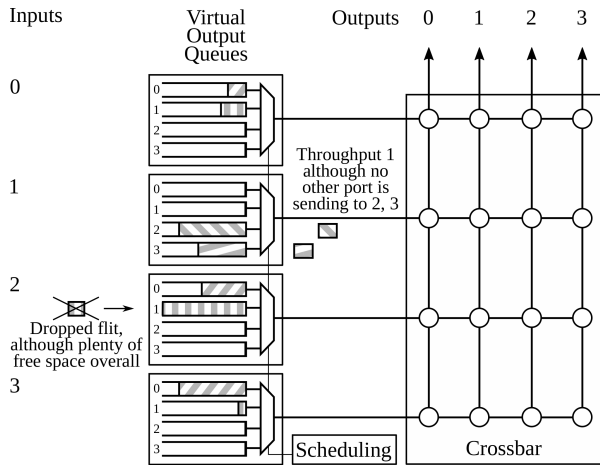 Inputs
Virtual
Output
Queues
Outputs 0 1 2 3
0
0
1
2
3
Throughput 1
although no
other port is
sending to 2, 3
1
0
1
2
3
2
0
1
2
3
Dropped flit,
although plenty of
free space overall
3
0
1
2
3
Scheduling
Crossbar